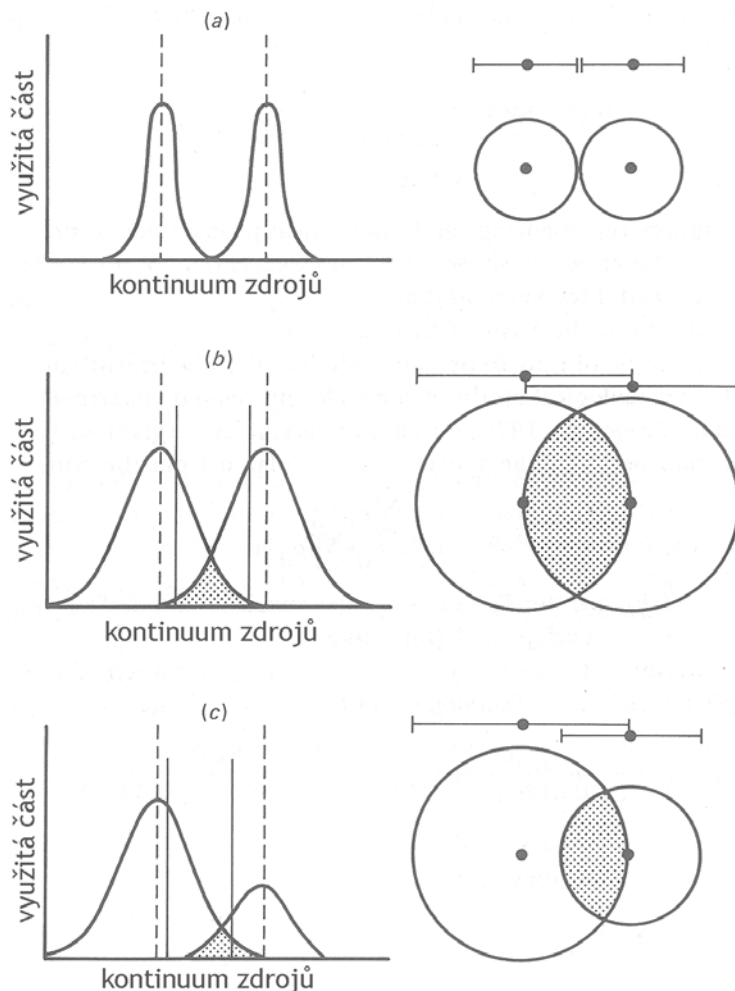 (a)
využitá část
kontinuum zdrojů
(b)
využitá část
kontinuum zdrojů
(c)
využitá část
kontinuum zdrojů